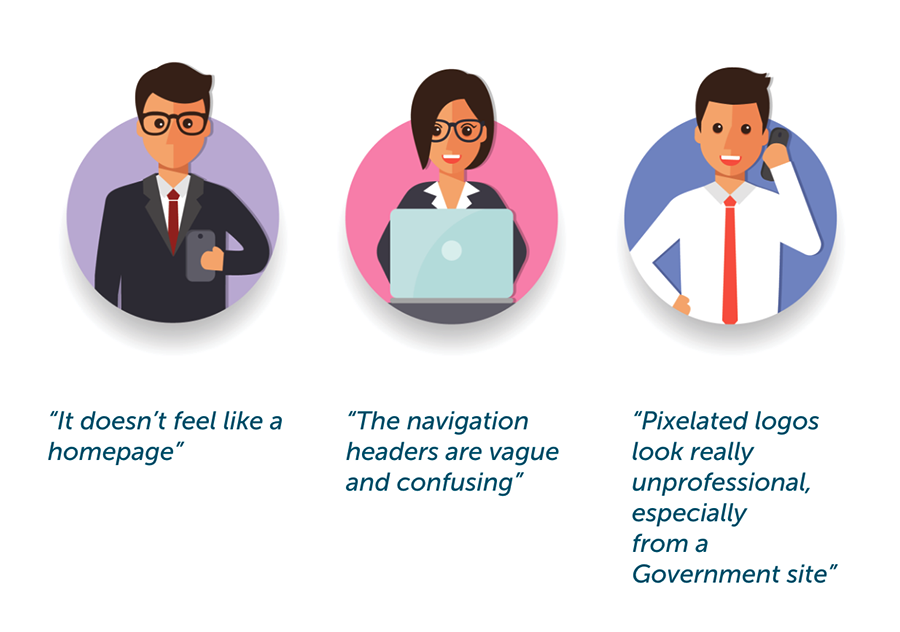 “It doesn’t feel like a
homepage”
“The navigation
headers are vague
and confusing”
“Pixelated logos
look really
unprofessional,
especially
from a
Government site”